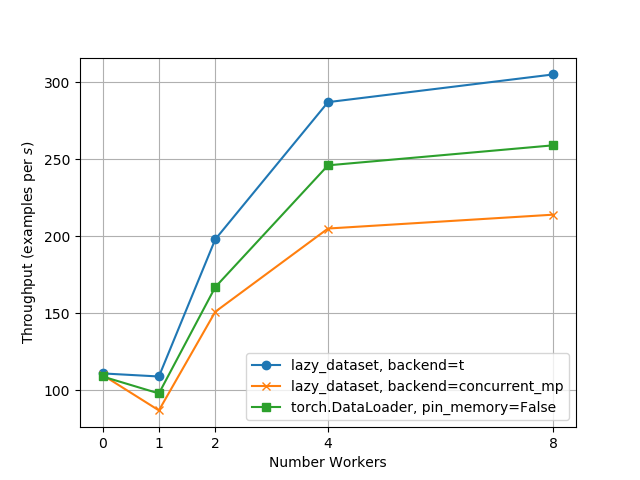 300
250
200
150
100
Throughput (examples per s)
lazy_dataset, backend=t
lazy_dataset, backend=concurrent_mp
torch.DataLoader, pin_memory=False
0 1 2 4 8
Number Workers